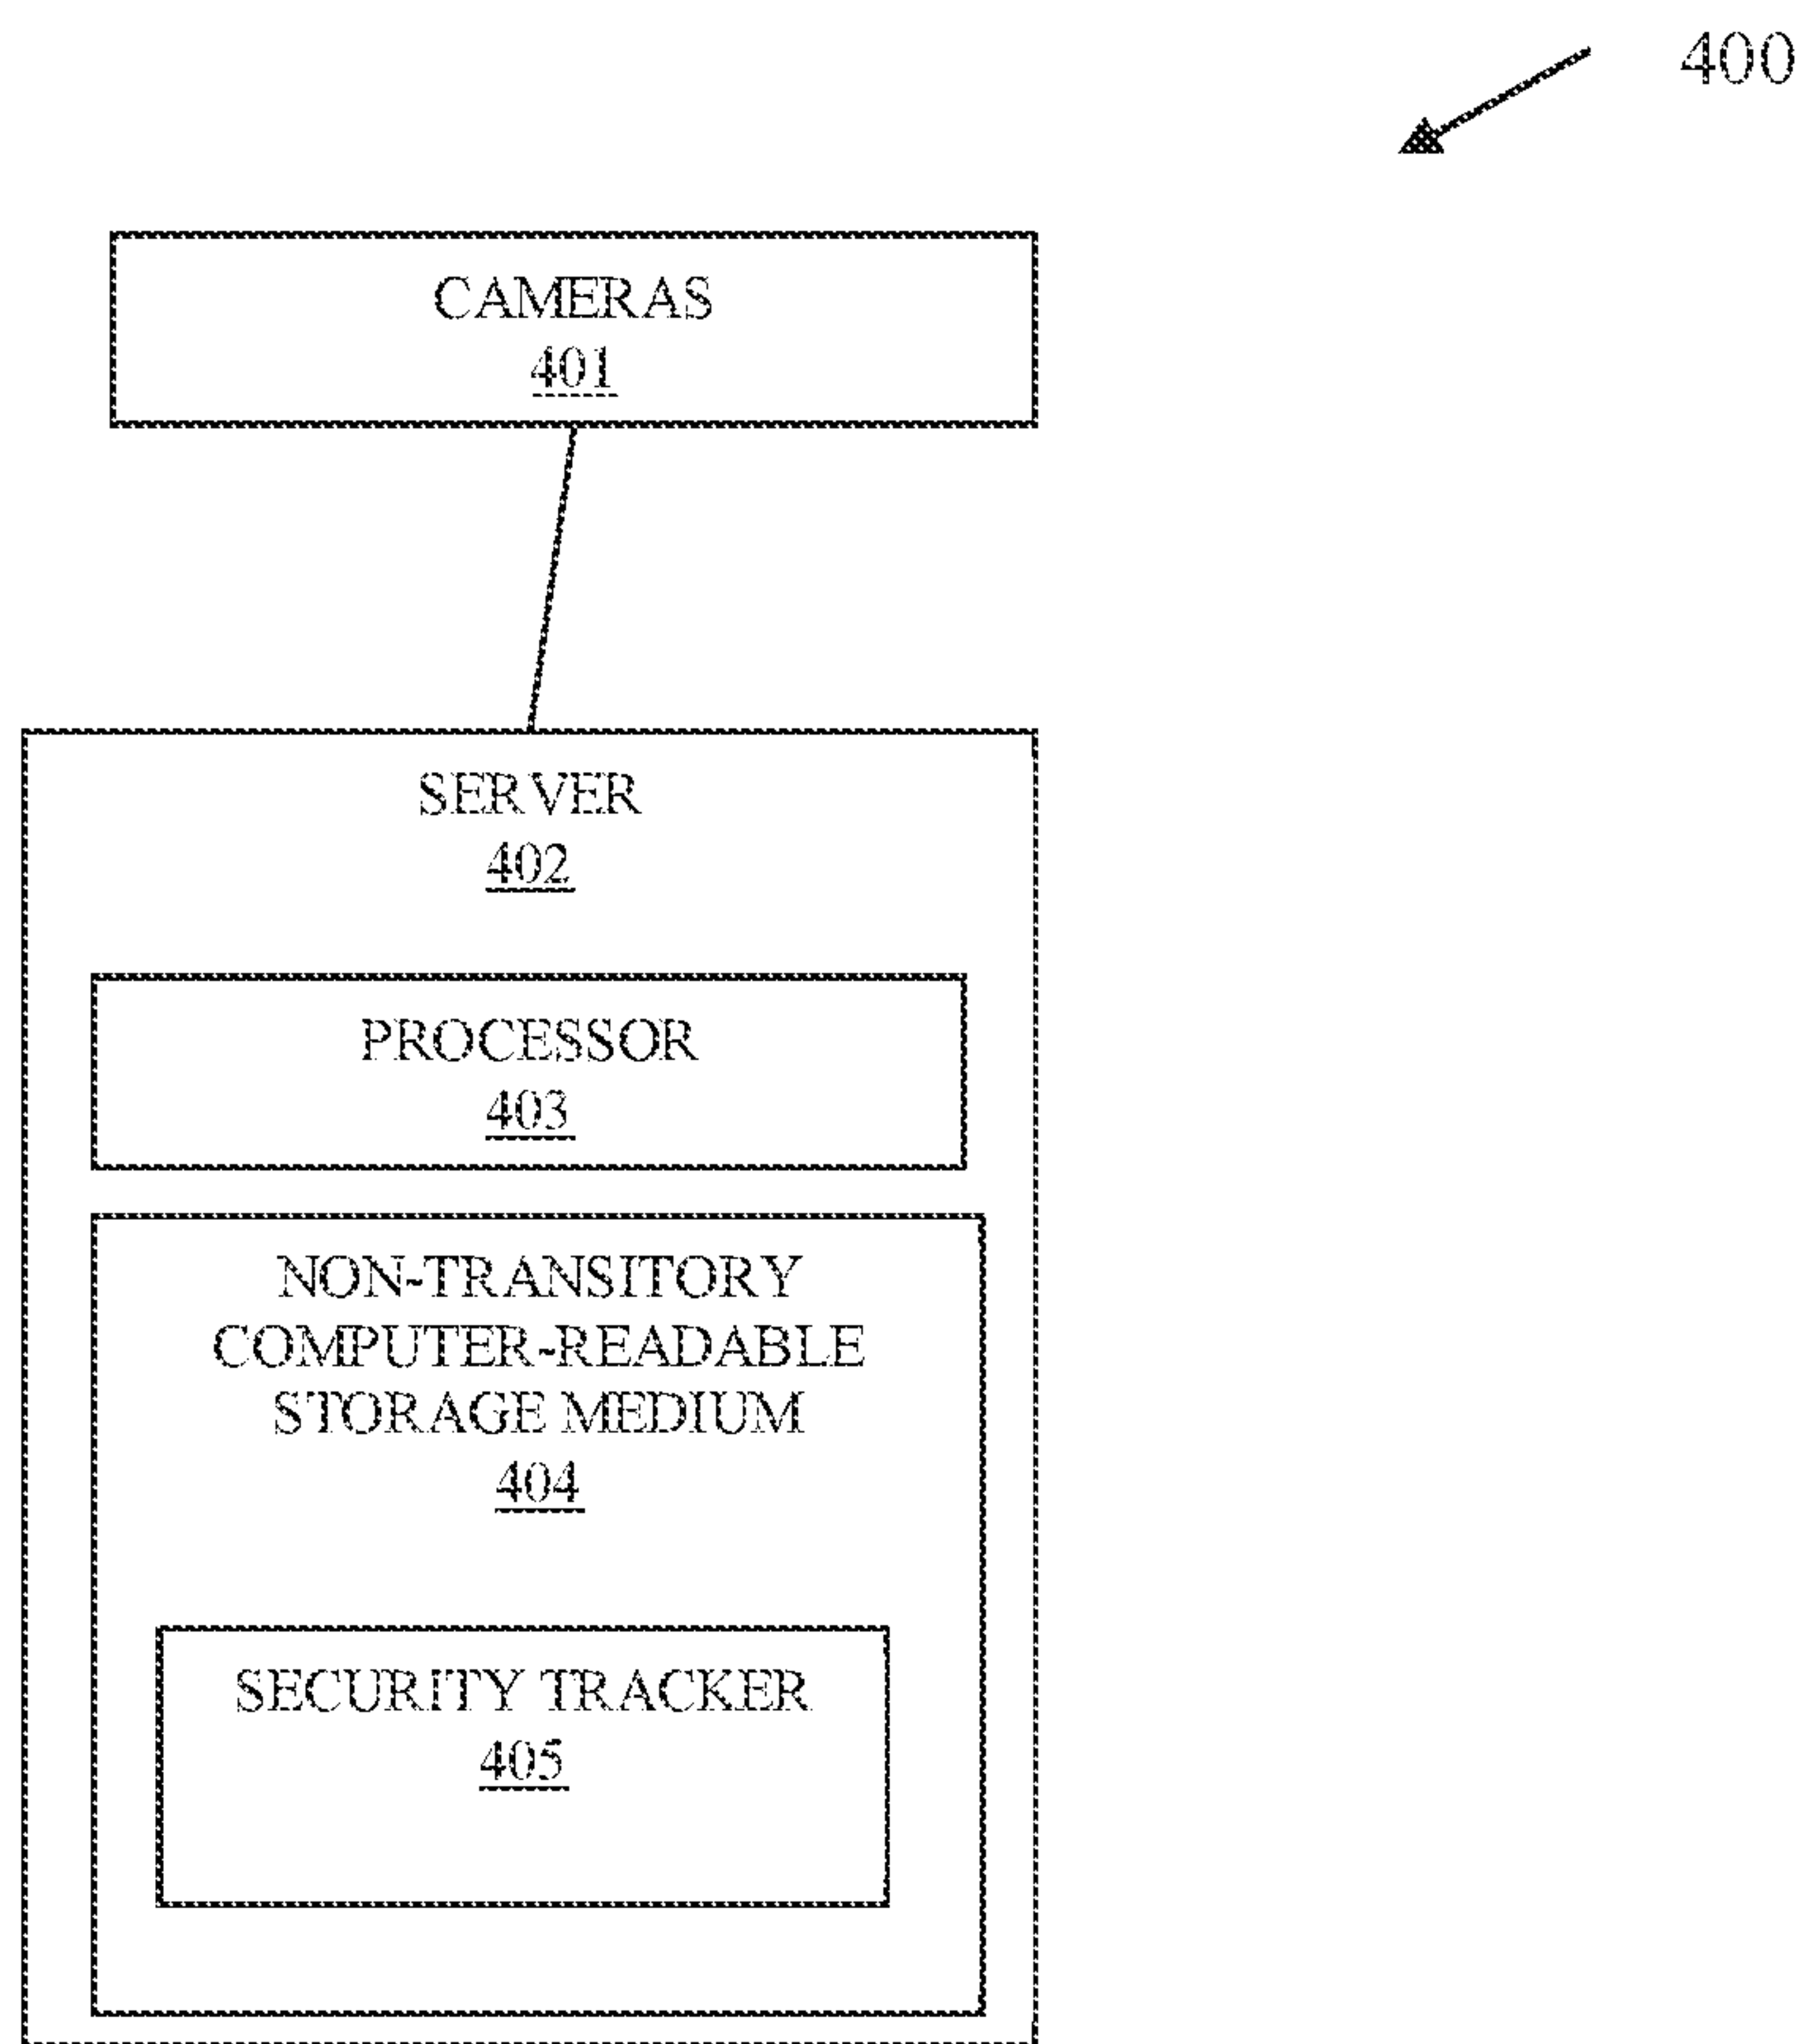 400
CAMERAS
401
SERVER
402
PROCESSOR
403
NON-TRANSITORY
COMPUTER-READABLE
STORAGE MEDIUM
404
SECURITY TRACKER
405